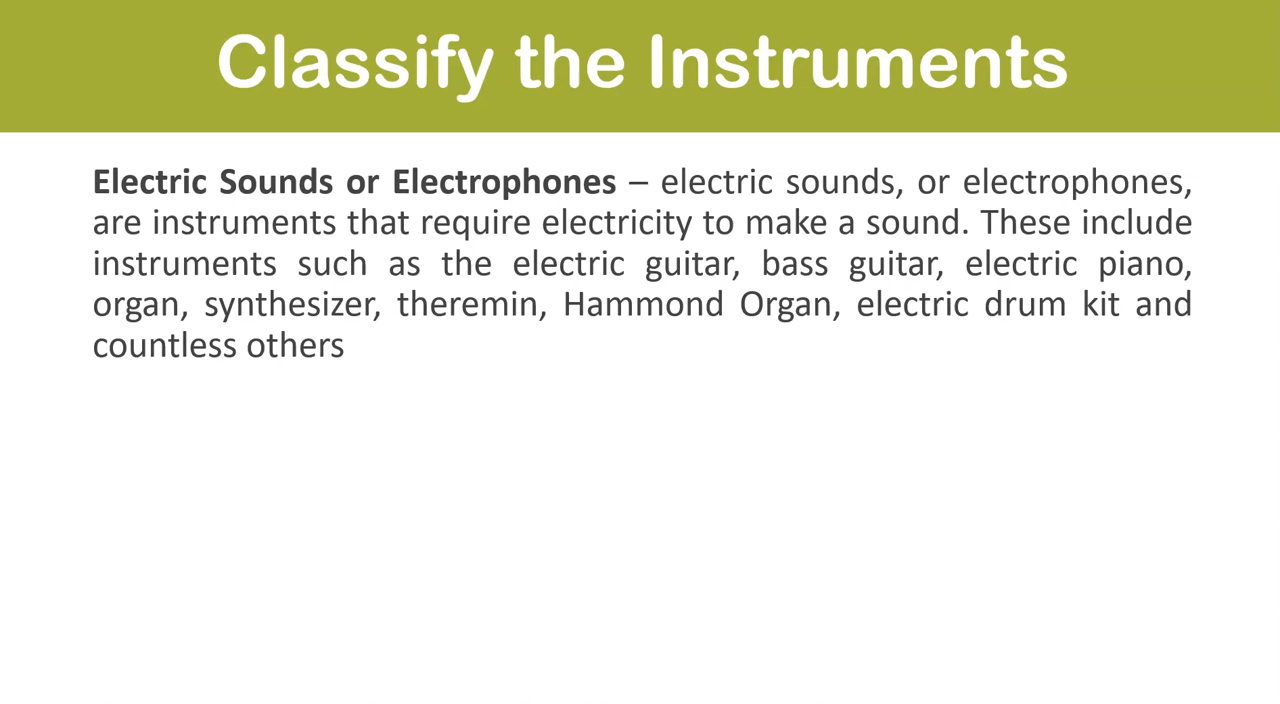 Classify the Instruments
Electric Sounds or Electrophones – electric sounds, or electrophones,
are instruments that require electricity to make a sound. These include
instruments such as the electric guitar, bass guitar, electric piano,
organ, synthesizer, theremin, Hammond Organ, electric drum kit and
countless others